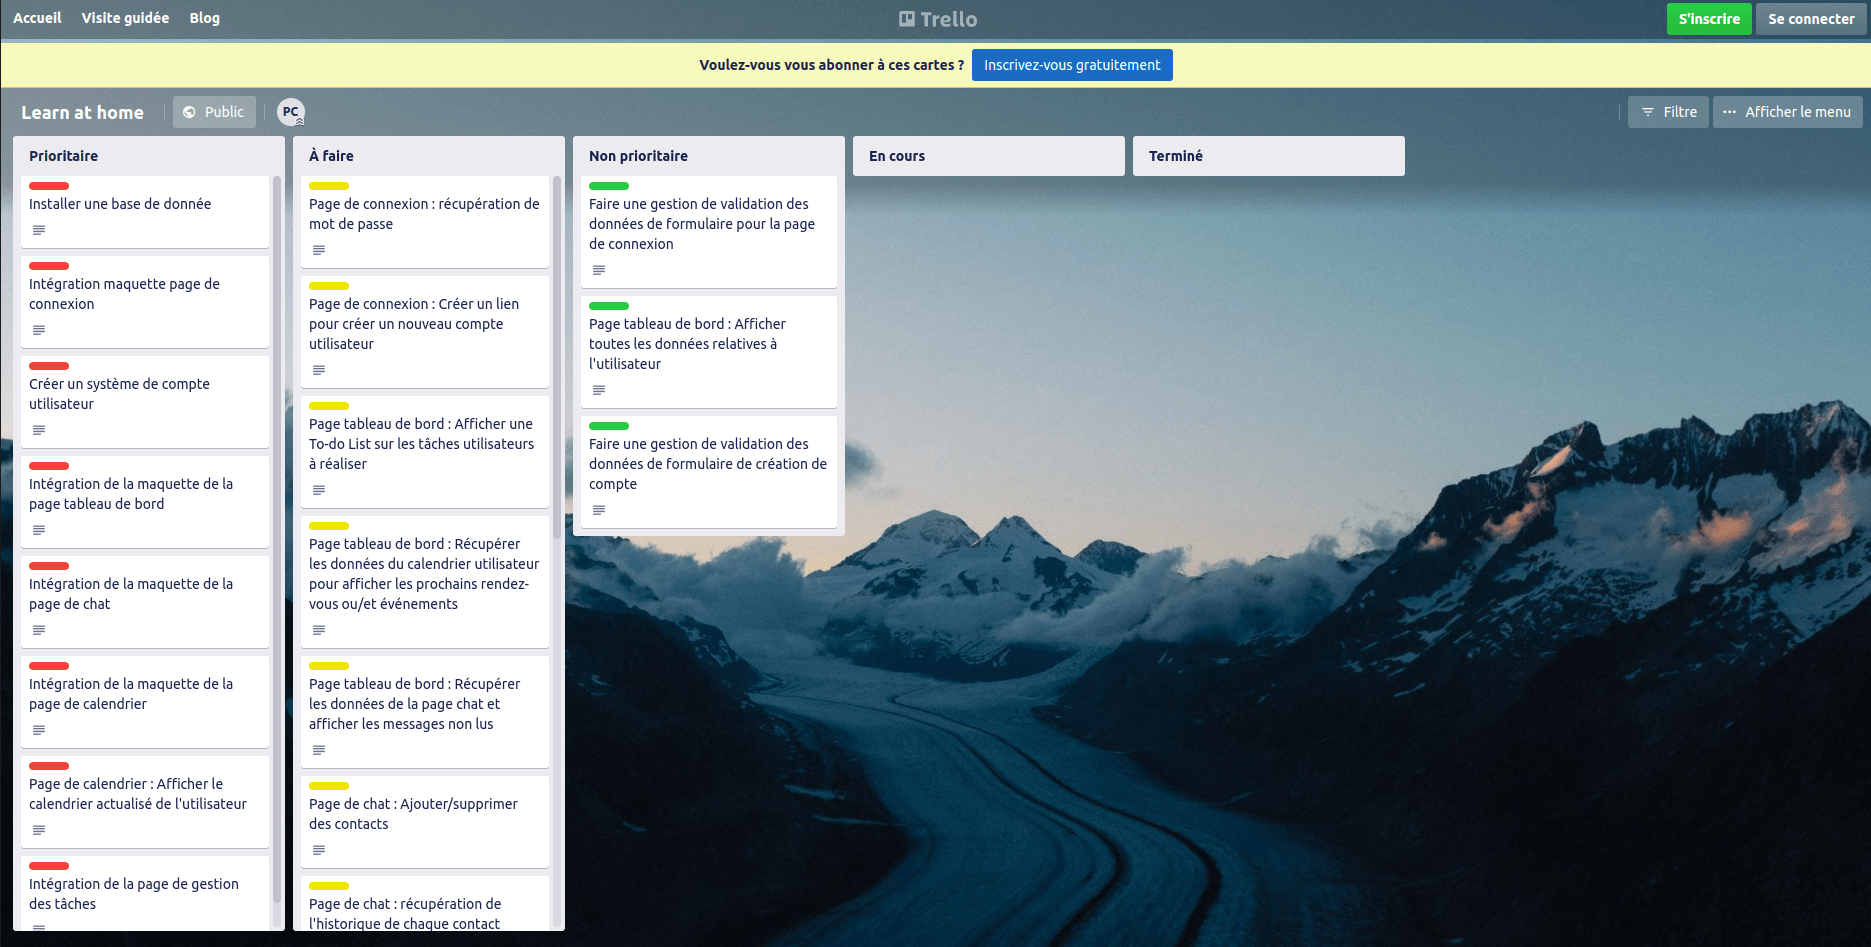 Accueil Visite guidée Blog
Trello
S'inscrire Se connecter
Voulez-vous vous abonner à ces cartes ? Inscrivez-vous gratuitement
Learn at home Public PC
Filtre ··· Afficher le menu
Prioritaire
Installer une base de donnée
Intégration maquette page de
connexion
Créer un système de compte
utilisateur
Intégration de la maquette de la
page tableau de bord
Intégration de la maquette de la
page de chat
Intégration de la maquette de la
page de calendrier
Page de calendrier : Afficher le
calendrier actualisé de l'utilisateur
Intégration de la page de gestion
des tâches
À faire
Page de connexion : récupération de
mot de passe
Page de connexion : Créer un lien
pour créer un nouveau compte
utilisateur
Page tableau de bord : Afficher une
To-do List sur les tâches utilisateurs
à réaliser
Page tableau de bord : Récupérer
les données du calendrier utilisateur
pour afficher les prochains rendez-
vous ou/et événements
Page tableau de bord : Récupérer
les données de la page chat et
afficher les messages non lus
Page de chat : Ajouter/supprimer
des contacts
Page de chat : récupération de
l'historique de chaque contact
Non prioritaire
Faire une gestion de validation des
données de formulaire pour la page
de connexion
Page tableau de bord : Afficher
toutes les données relatives à
l'utilisateur
Faire une gestion de validation des
données de formulaire de création de
compte
En cours
Terminé